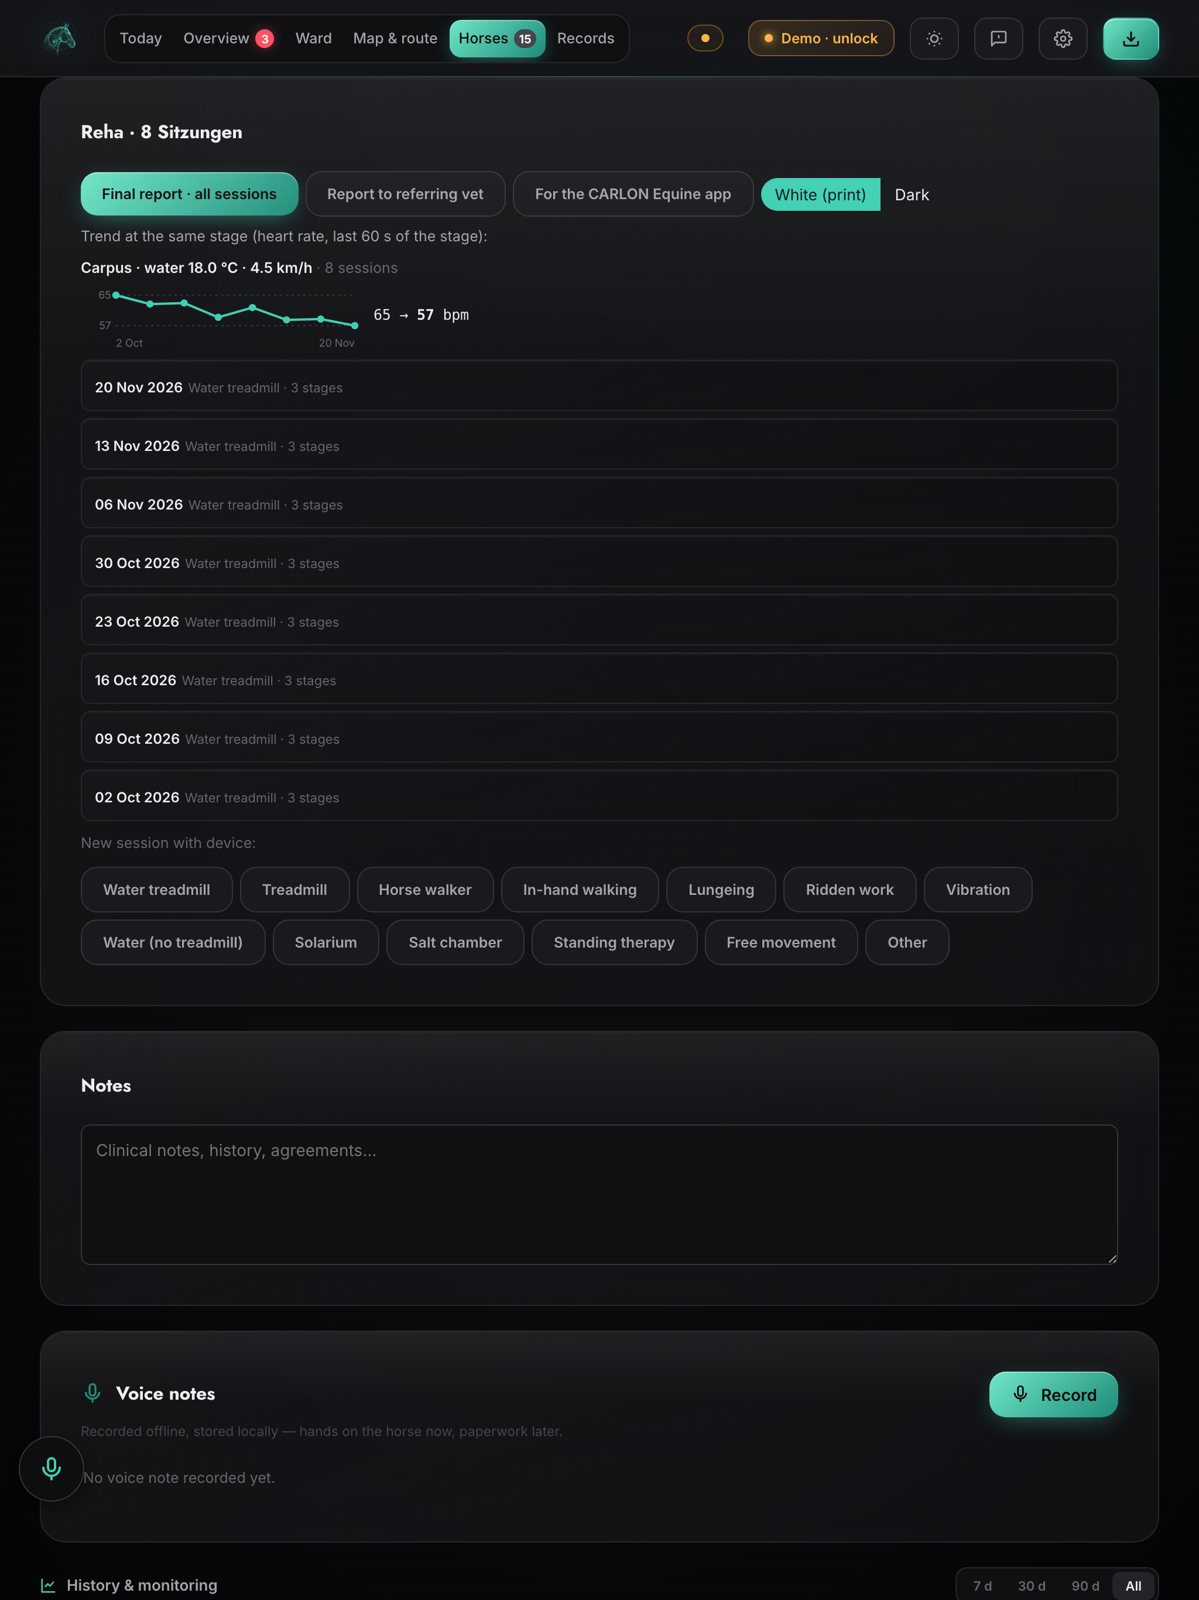 Today Overview 3 Ward Map & route Horses 15 Records Demo · unlock
Reha · 8 Sitzungen
Final report · all sessions Report to referring vet For the CARLON Equine app White (print) Dark
Trend at the same stage (heart rate, last 60 s of the stage):
Carpus · water 18.0 °C · 4.5 km/h · 8 sessions
65
65 → 57 bpm
57
2 Oct 20 Nov
20 Nov 2026 Water treadmill · 3 stages
13 Nov 2026 Water treadmill · 3 stages
06 Nov 2026 Water treadmill · 3 stages
30 Oct 2026 Water treadmill · 3 stages
23 Oct 2026 Water treadmill · 3 stages
16 Oct 2026 Water treadmill · 3 stages
09 Oct 2026 Water treadmill · 3 stages
02 Oct 2026 Water treadmill · 3 stages
New session with device:
Water treadmill Treadmill Horse walker In-hand walking Lungeing Ridden work Vibration
Water (no treadmill) Solarium Salt chamber Standing therapy Free movement Other
Notes
Clinical notes, history, agreements...
Voice notes Record
Recorded offline, stored locally — hands on the horse now, paperwork later.
No voice note recorded yet.
History & monitoring 7 d 30 d 90 d All